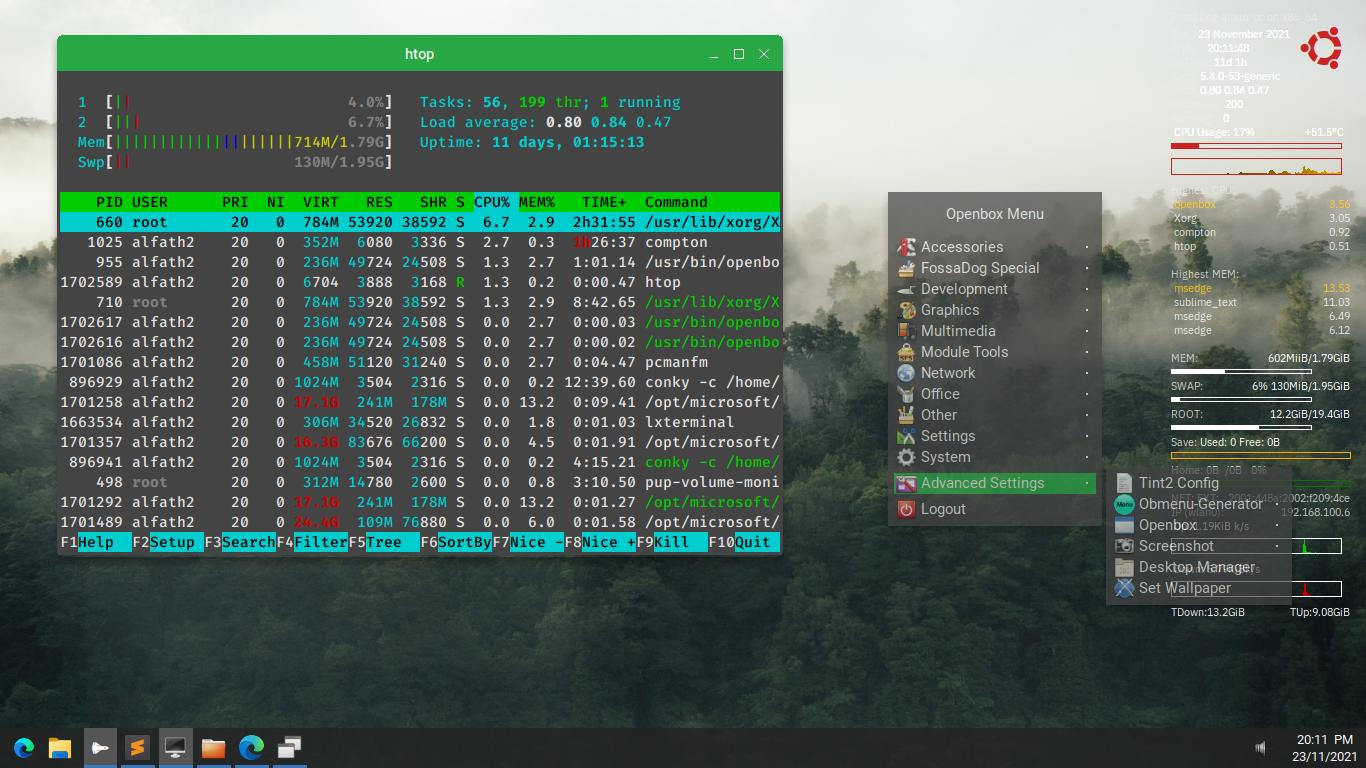 htop
1 [|| 4.0%] Tasks: 56, 199 thr; 1 running
2 [||| 6.7%] Load average: 0.80 0.84 0.47
Mem[||||||||||||||||||||714M/1.79G] Uptime: 11 days, 01:15:13
Swp[|| 130M/1.95G]
PID USER PRI NI VIRT RES SHR S CPU% MEM% TIME+ Command
660 root 20 0 784M 53920 38592 S 6.7 2.9 2h31:55 /usr/lib/xorg/X
1025 alfath2 20 0 352M 6080 3336 S 2.7 0.3 1h26:37 compton
955 alfath2 20 0 236M 49724 24508 S 1.3 2.7 1:01.14 /usr/bin/openbo
1702589 alfath2 20 0 6704 3888 3168 R 1.3 0.2 0:00.47 htop
710 root 20 0 784M 53920 38592 S 1.3 2.9 8:42.65 /usr/lib/xorg/X
1702617 alfath2 20 0 236M 49724 24508 S 0.0 2.7 0:00.03 /usr/bin/openbo
1702616 alfath2 20 0 236M 49724 24508 S 0.0 2.7 0:00.02 /usr/bin/openbo
1701086 alfath2 20 0 458M 51120 31240 S 0.0 2.7 0:04.47 pcmanfm
896929 alfath2 20 0 1024M 3504 2316 S 0.0 0.2 12:39.60 conky -c /home/
1701258 alfath2 20 0 17.1G 241M 178M S 0.0 13.2 0:09.41 /opt/microsoft/
1663534 alfath2 20 0 306M 34520 26832 S 0.0 1.8 0:01.03 lxterminal
1701357 alfath2 20 0 16.3G 83676 66200 S 0.0 4.5 0:01.91 /opt/microsoft/
896941 alfath2 20 0 1024M 3504 2316 S 0.0 0.2 4:15.21 conky -c /home/
498 root 20 0 312M 14780 2600 S 0.0 0.8 3:10.50 pup-volume-moni
1701292 alfath2 20 0 17.1G 241M 178M S 0.0 13.2 0:01.27 /opt/microsoft/
1701489 alfath2 20 0 24.4G 109M 76880 S 0.0 6.0 0:01.58 /opt/microsoft/
F1Help F2Setup F3SearchF4FilterF5Tree F6SortByF7Nice -F8Nice +F9Kill F10Quit
Openbox Menu
Accessories
FossaDog Special
Development
Graphics
Multimedia
Module Tools
Network
Office
Other
Settings
System
Advanced Settings
Logout
Tint2 Config
Obmenu-Generator
Openbox
Screenshot
Desktop Manager
Set Wallpaper
23 November 2021
20:11:48
11d 1h
5.4.0-53-generic
0.80 0.84 0.47
200
0
CPU Usage: 17% +51.5°C
Highest CPU:
openbox 3.56
Xorg 3.05
compton 0.92
htop 0.51
Highest MEM:
msedge 13.53
sublime_text 11.03
msedge 6.49
msedge 6.12
MEM: 602MiB/1.79GiB
SWAP: 6% 130MiB/1.95GiB
ROOT: 12.2GiB/19.4GiB
Save: Used: 0 Free: 0B
Home: 0B /0B 0%
2001:448a:2002:f209:4ce
192.168.100.6
TDown:13.2GiB TUp:9.08GiB
Menu
20:11 PM
23/11/2021